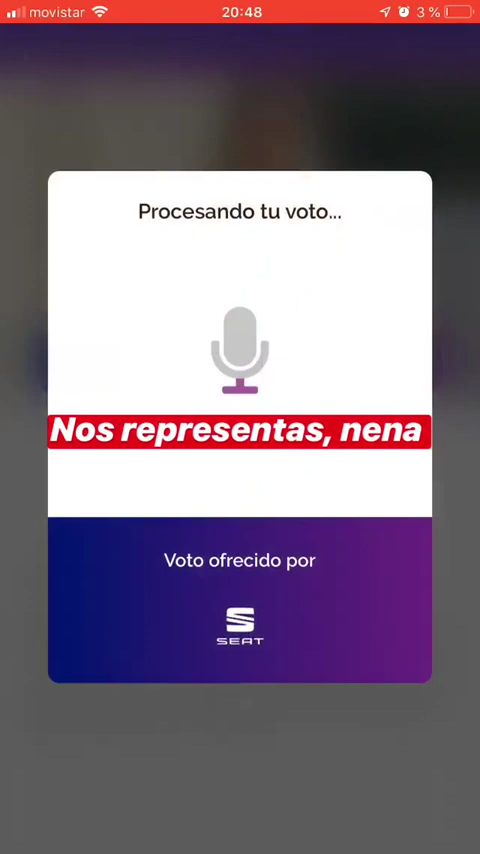 movistar
20:48
3 %
Procesando tu voto...
Nos representas, nena
Voto ofrecido por
SEAT